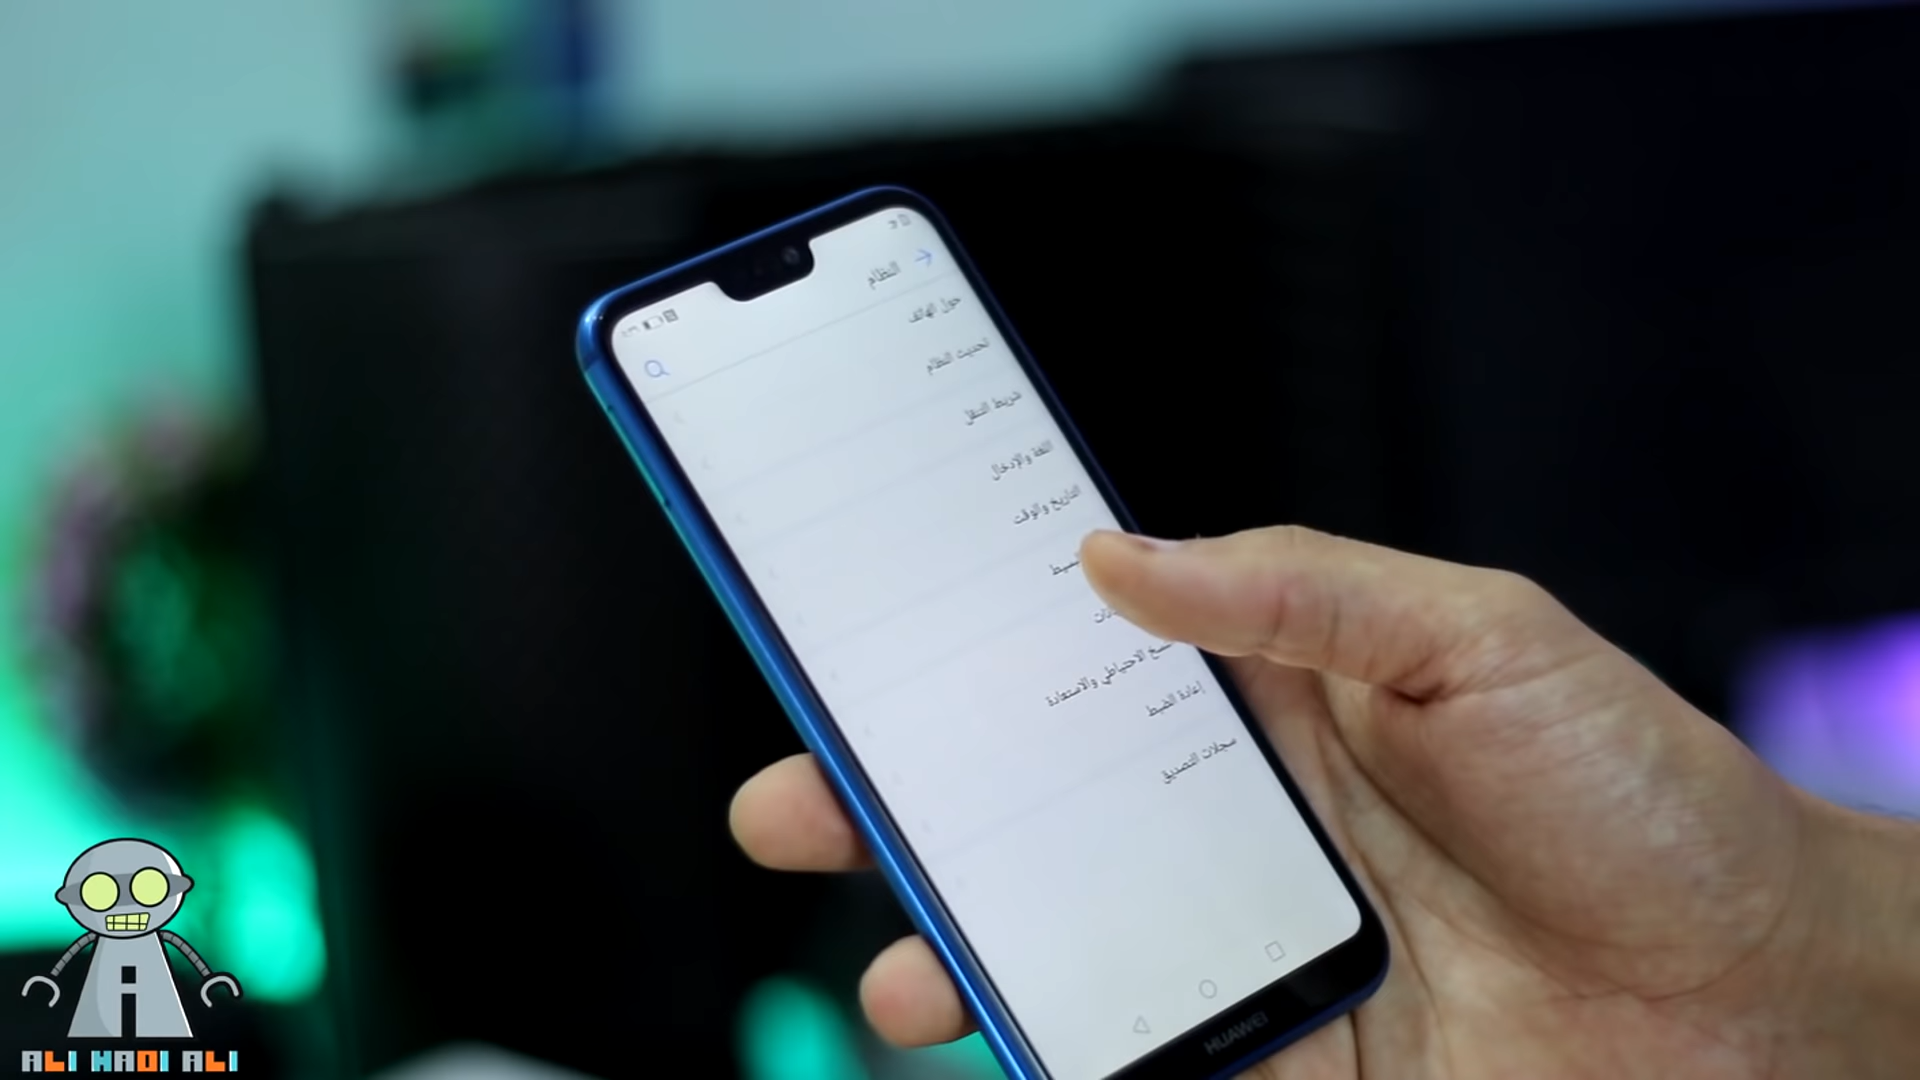 النظام
حول الهاتف
تحديث النظام
شريط التنقل
اللغة والإدخال
التاريخ والوقت
الاحتياطي والاستعادة
إعادة الضبط
سجلات التصديق
HUAWEI
i
ALI HADI ALI